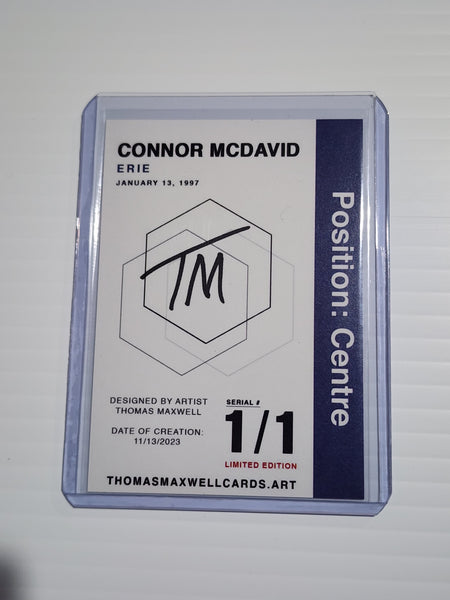 CONNOR MCDAVID
ERIE
JANUARY 13, 1997
TM
DESIGNED BY ARTIST
THOMAS MAXWELL
DATE OF CREATION:
11/13/2023
SERIAL #
1/1
LIMITED EDITION
THOMASMAXWELLCARDS.ART
Position: Centre